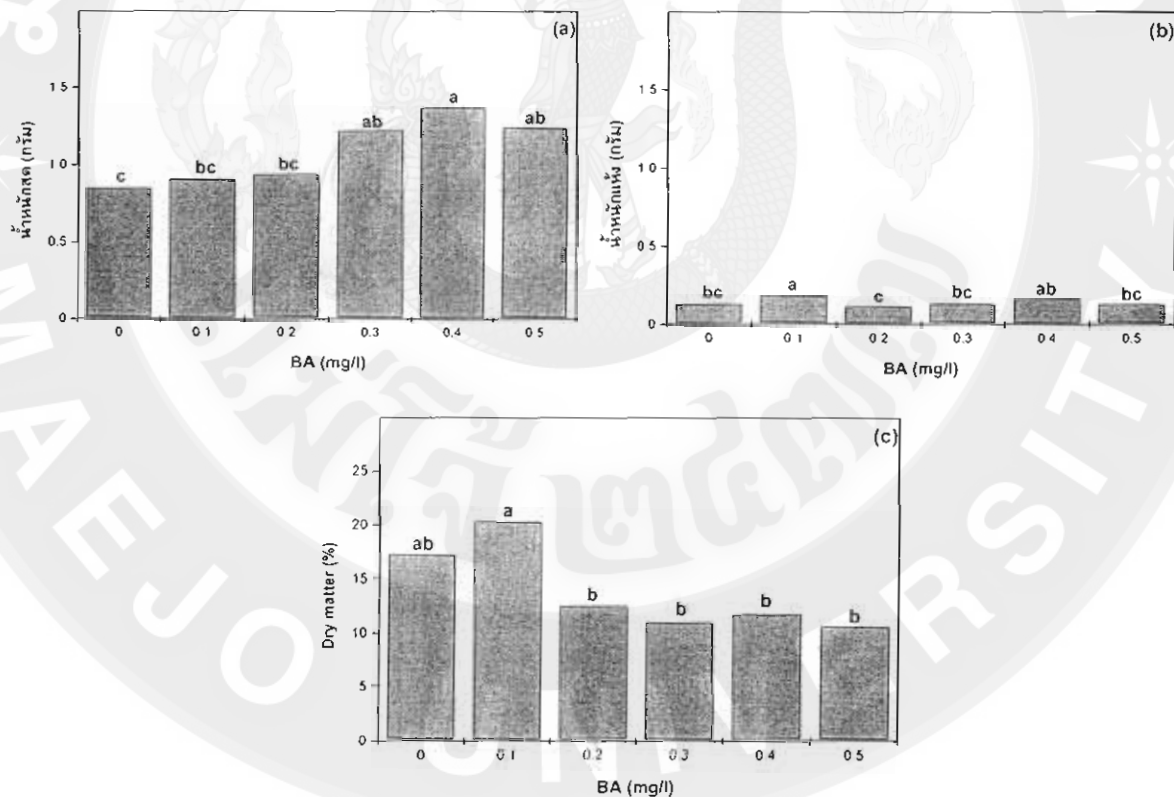 (a)
น้ำหนักสด (กรัม)
1 5
1 0
0.5
0
c bc bc ab a ab
0 0 1 0.2 0.3 0.4 0 5
BA (mg/l)
(b)
น้ำหนักแห้ง (กรัม)
1 5
1 0
0 5
0
bc a c bc ab bc
0 0 1 0 2 0.3 0 4 0.5
BA (mg/l)
(c)
Dry matter (%)
25
20
15
10
5
0
ab a b b b b
0 0 1 0.2 0.3 0.4 0 5
BA (mg/l)
MAEJO UNIVERSITY